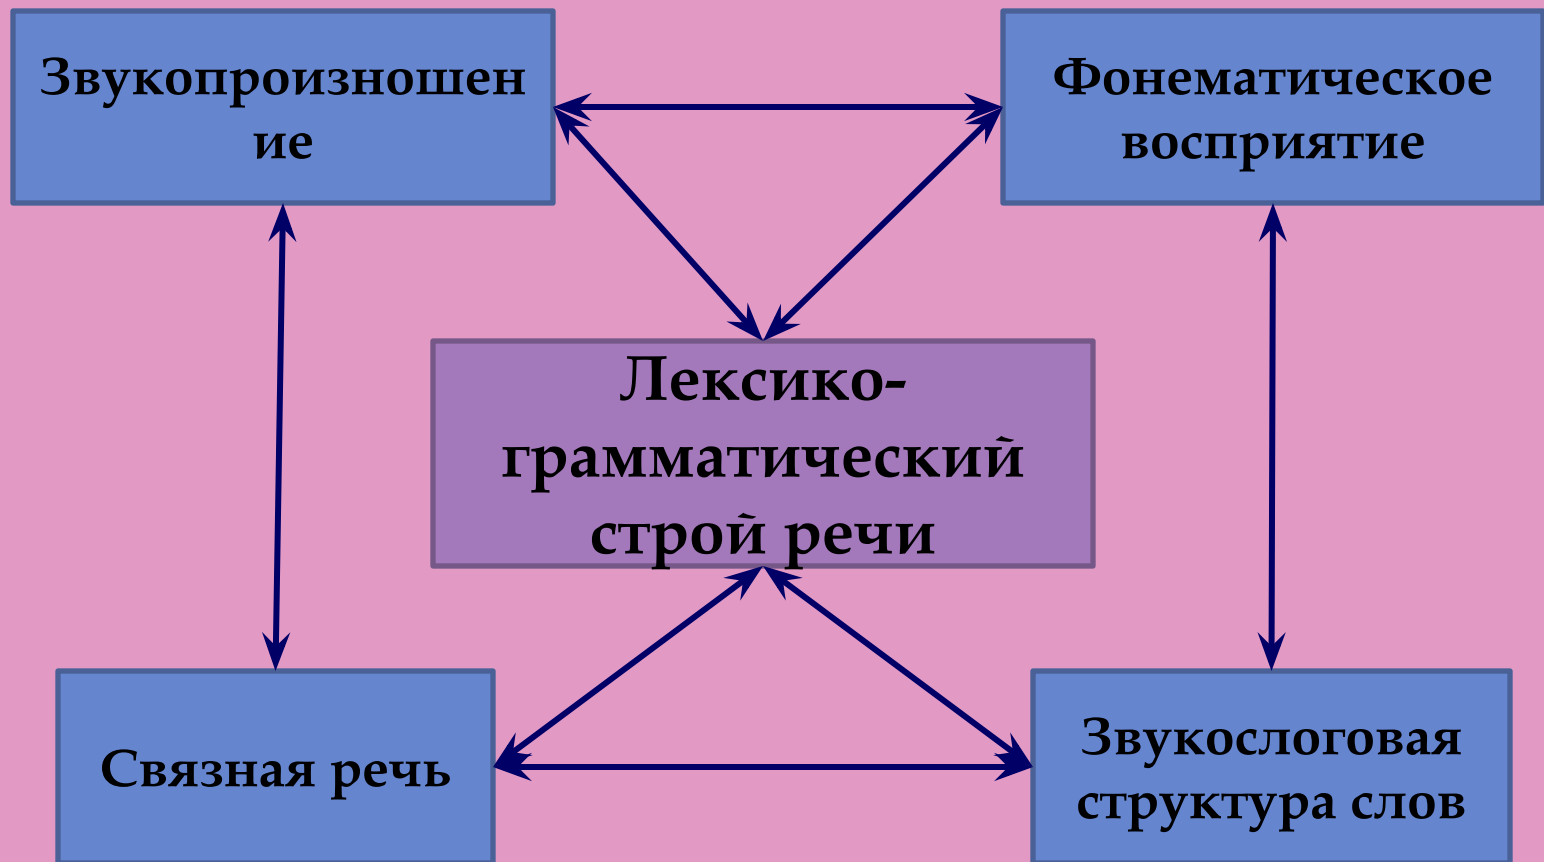 Звукопроизношен
ие
Фонематическое
восприятие
Лексико-
грамматический
строй речи
Связная речь
Звукослоговая
структура слов